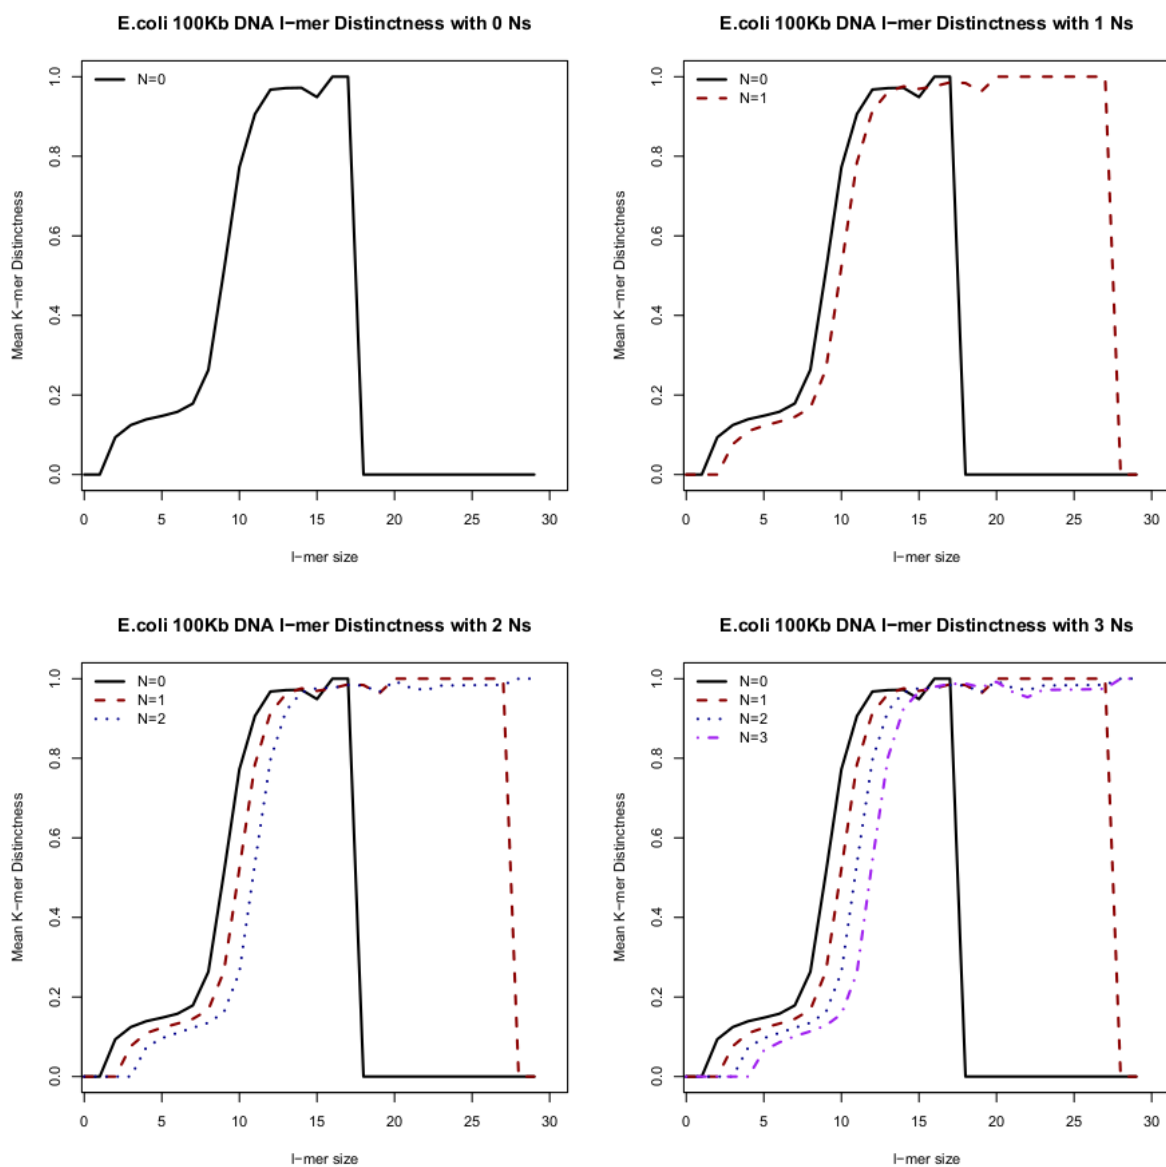 E.coli 100Kb DNA I−mer Distinctness with 0 Ns
N=0
Mean K−mer Distinctness
0.0 0.2 0.4 0.6 0.8 1.0
0 5 10 15 20 25 30
I−mer size
E.coli 100Kb DNA I−mer Distinctness with 1 Ns
N=0
N=1
Mean K−mer Distinctness
0.0 0.2 0.4 0.6 0.8 1.0
0 5 10 15 20 25 30
I−mer size
E.coli 100Kb DNA I−mer Distinctness with 2 Ns
N=0
N=1
N=2
Mean K−mer Distinctness
0.0 0.2 0.4 0.6 0.8 1.0
0 5 10 15 20 25 30
I−mer size
E.coli 100Kb DNA I−mer Distinctness with 3 Ns
N=0
N=1
N=2
N=3
Mean K−mer Distinctness
0.0 0.2 0.4 0.6 0.8 1.0
0 5 10 15 20 25 30
I−mer size